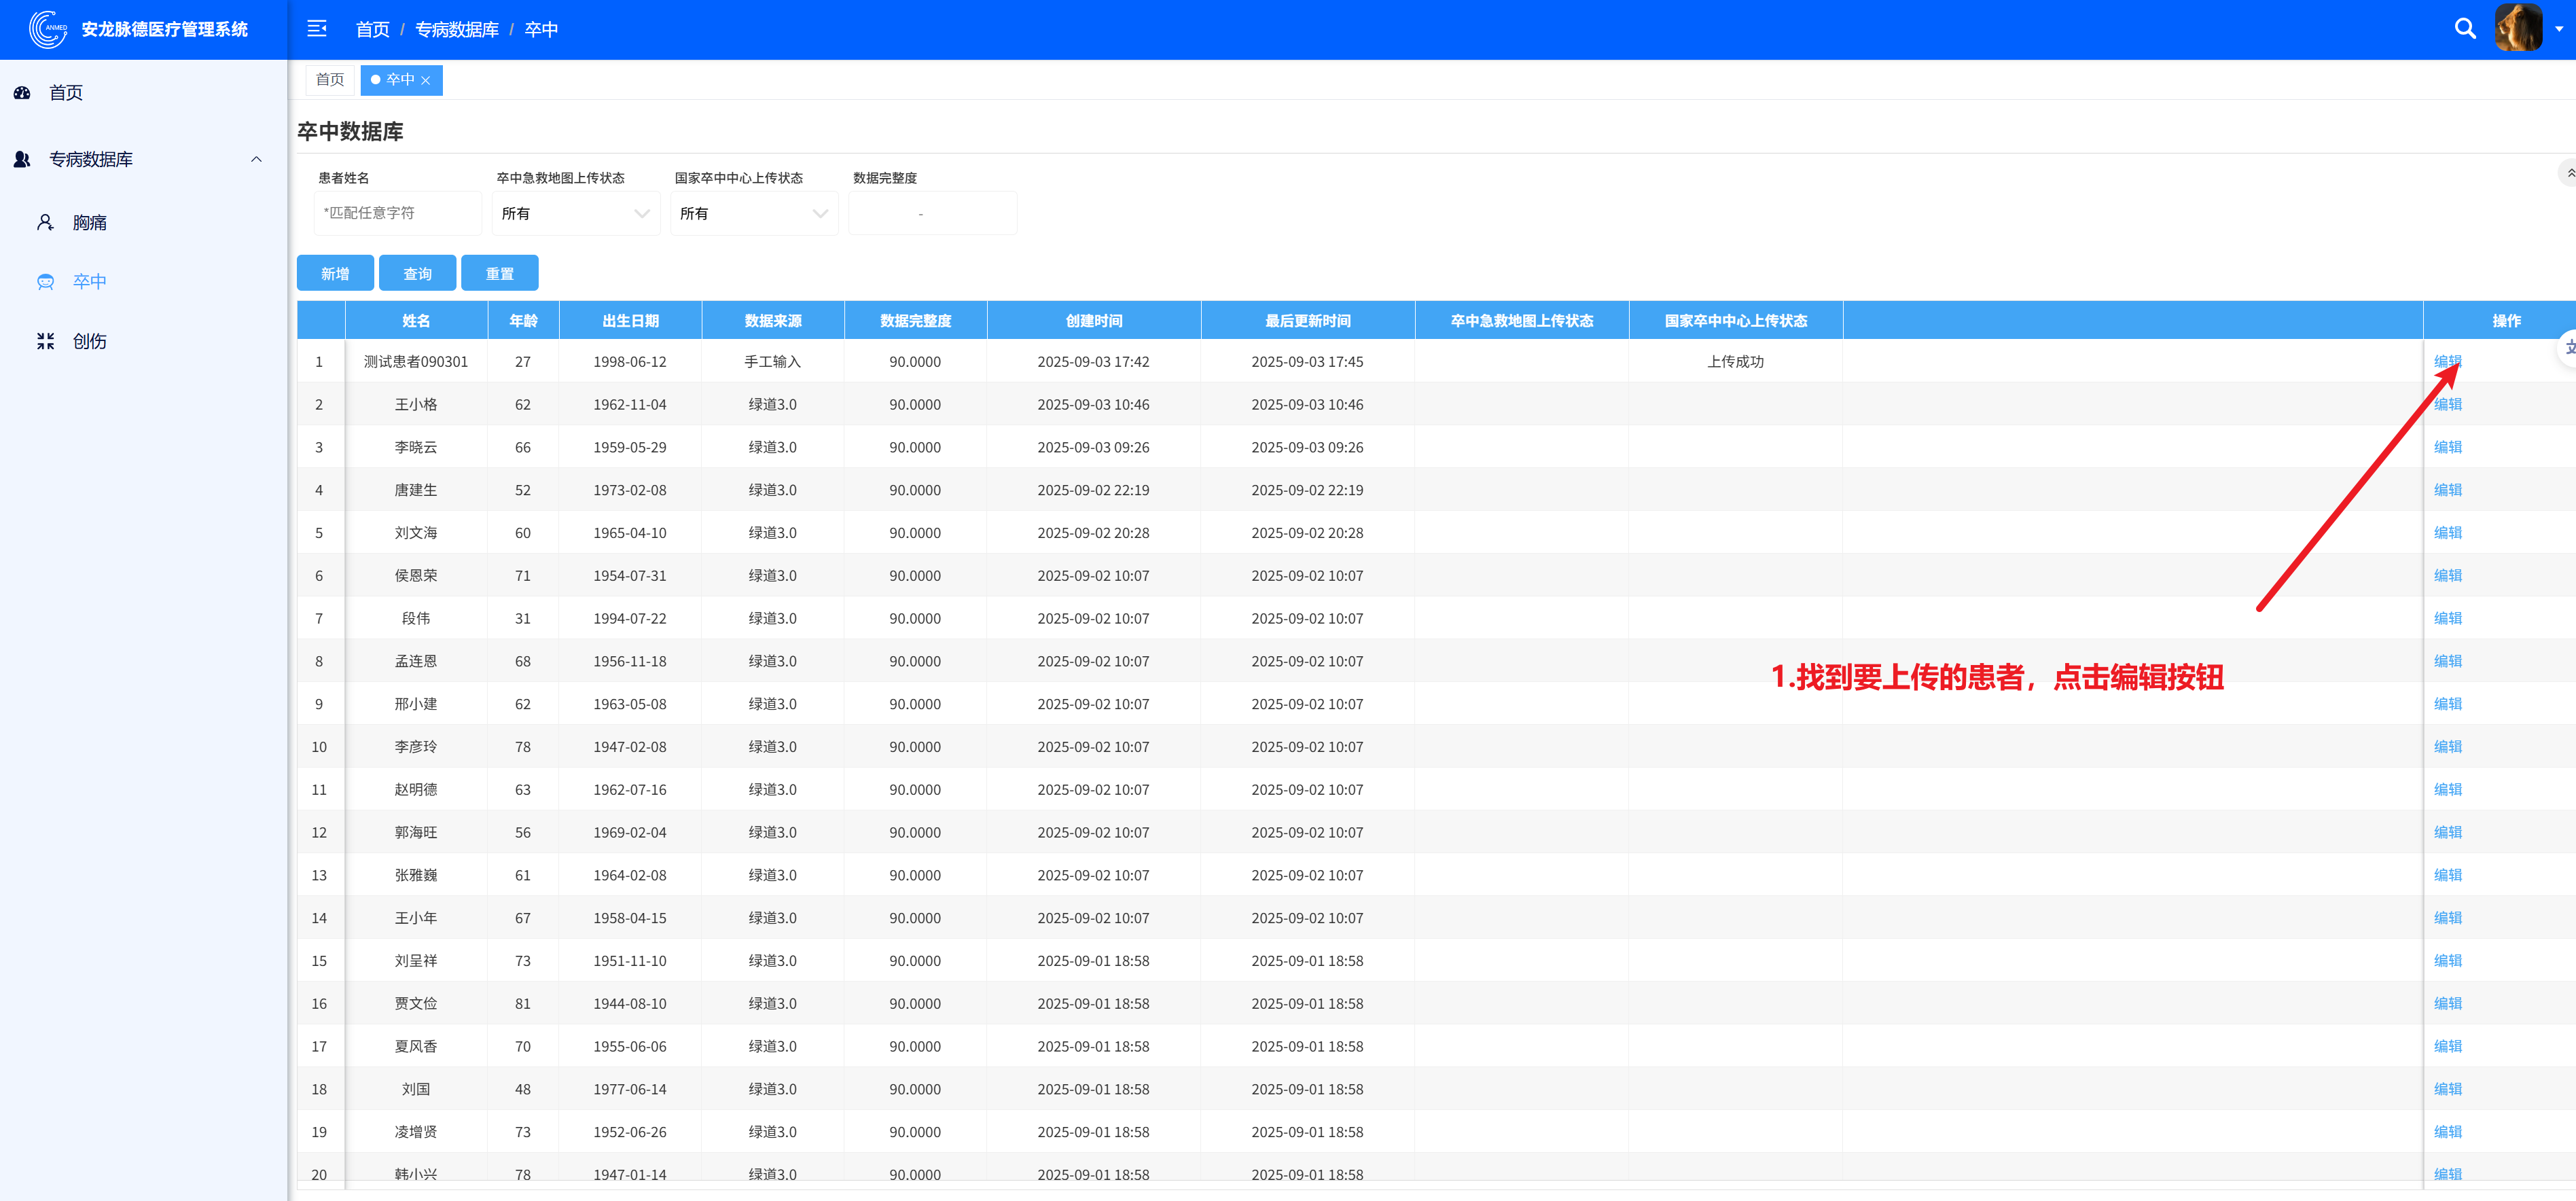 ANMED
安龙脉德医疗管理系统
首页 / 专病数据库 / 卒中
首页
专病数据库
胸痛
卒中
创伤
首页 卒中
卒中数据库
患者姓名 卒中急救地图上传状态 国家卒中中心上传状态 数据完整度
*匹配任意字符 所有 所有 -
新增 查询 重置
姓名 年龄 出生日期 数据来源 数据完整度 创建时间 最后更新时间 卒中急救地图上传状态 国家卒中中心上传状态 操作
1 测试患者090301 27 1998-06-12 手工输入 90.0000 2025-09-03 17:42 2025-09-03 17:45 上传成功 编辑
2 王小格 62 1962-11-04 绿道3.0 90.0000 2025-09-03 10:46 2025-09-03 10:46 编辑
3 李晓云 66 1959-05-29 绿道3.0 90.0000 2025-09-03 09:26 2025-09-03 09:26 编辑
4 唐建生 52 1973-02-08 绿道3.0 90.0000 2025-09-02 22:19 2025-09-02 22:19 编辑
5 刘文海 60 1965-04-10 绿道3.0 90.0000 2025-09-02 20:28 2025-09-02 20:28 编辑
6 侯恩荣 71 1954-07-31 绿道3.0 90.0000 2025-09-02 10:07 2025-09-02 10:07 编辑
7 段伟 31 1994-07-22 绿道3.0 90.0000 2025-09-02 10:07 2025-09-02 10:07 编辑
8 孟连恩 68 1956-11-18 绿道3.0 90.0000 2025-09-02 10:07 2025-09-02 10:07 编辑
1.找到要上传的患者，点击编辑按钮
9 邢小建 62 1963-05-08 绿道3.0 90.0000 2025-09-02 10:07 2025-09-02 10:07 编辑
10 李彦玲 78 1947-02-08 绿道3.0 90.0000 2025-09-02 10:07 2025-09-02 10:07 编辑
11 赵明德 63 1962-07-16 绿道3.0 90.0000 2025-09-02 10:07 2025-09-02 10:07 编辑
12 郭海旺 56 1969-02-04 绿道3.0 90.0000 2025-09-02 10:07 2025-09-02 10:07 编辑
13 张雅巍 61 1964-02-08 绿道3.0 90.0000 2025-09-02 10:07 2025-09-02 10:07 编辑
14 王小年 67 1958-04-15 绿道3.0 90.0000 2025-09-02 10:07 2025-09-02 10:07 编辑
15 刘呈祥 73 1951-11-10 绿道3.0 90.0000 2025-09-01 18:58 2025-09-01 18:58 编辑
16 贾文俭 81 1944-08-10 绿道3.0 90.0000 2025-09-01 18:58 2025-09-01 18:58 编辑
17 夏风香 70 1955-06-06 绿道3.0 90.0000 2025-09-01 18:58 2025-09-01 18:58 编辑
18 刘国 48 1977-06-14 绿道3.0 90.0000 2025-09-01 18:58 2025-09-01 18:58 编辑
19 凌增贤 73 1952-06-26 绿道3.0 90.0000 2025-09-01 18:58 2025-09-01 18:58 编辑
20 韩小兴 78 1947-01-14 绿道3.0 90.0000 2025-09-01 18:58 2025-09-01 18:58 编辑